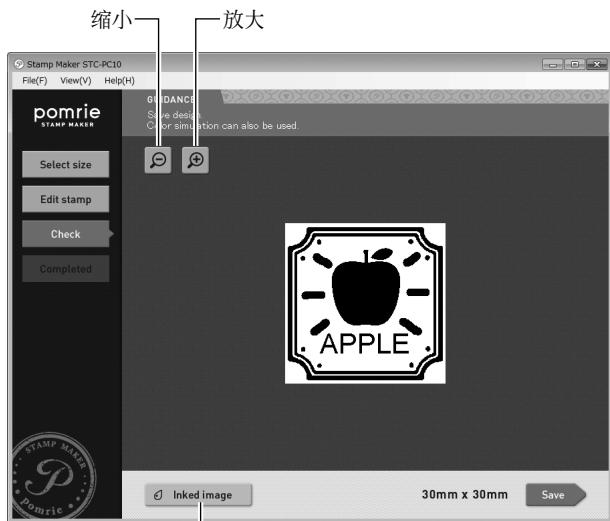 缩小 放大
Stamp Maker STC-PC10
File(F) View(V) Help(H)
pomrie
STAMP MAKER
GUIDANCE
Save design.
Color simulation can also be used.
Select size
Edit stamp
Check
Completed
APPLE
STAMP MAKER
P
pomrie
Inked image
30mm x 30mm
Save